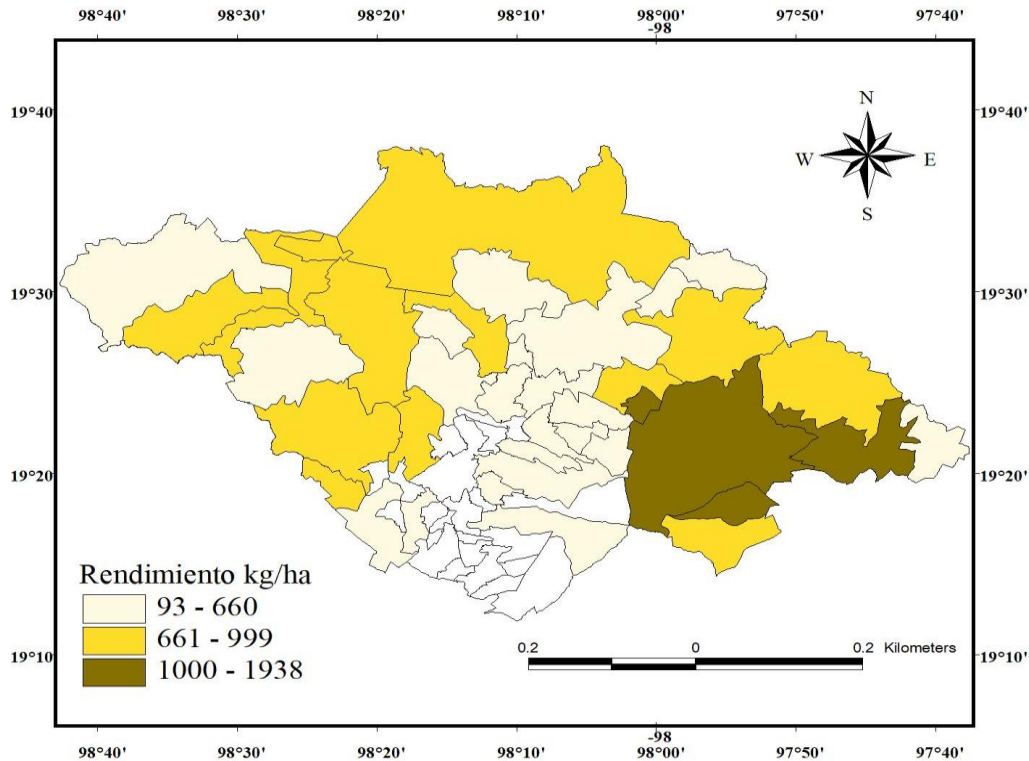 98°40' 98°30' 98°20' 98°10' 98°00' 97°50' 97°40'
-98
19°40' 19°40'
N
W E
S
19°30' 19°30'
19°20' 19°20'
Rendimiento kg/ha
93 - 660
661 - 999
1000 - 1938
0.2 0 0.2 Kilometers
19°10' 19°10'
-98
98°40' 98°30' 98°20' 98°10' 98°00' 97°50' 97°40'